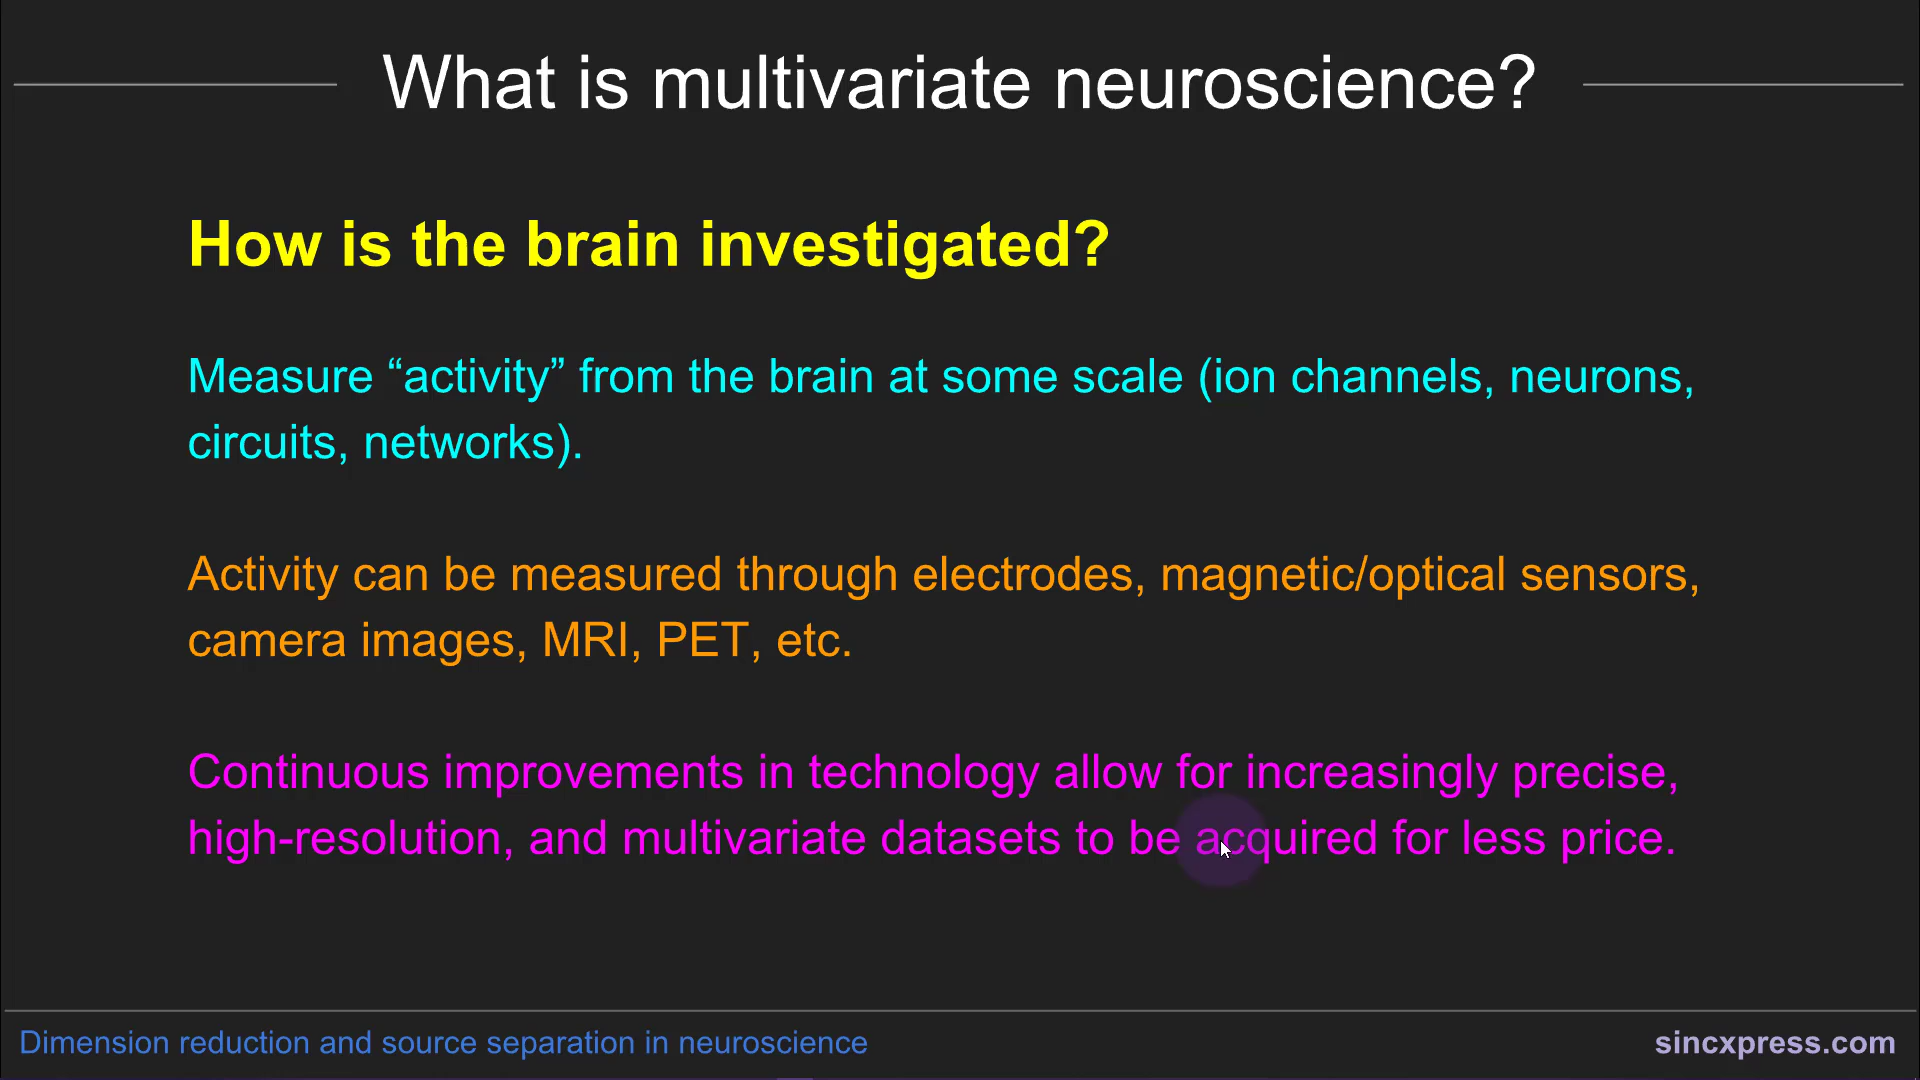 What is multivariate neuroscience?
How is the brain investigated?
Measure “activity” from the brain at some scale (ion channels, neurons,
circuits, networks).
Activity can be measured through electrodes, magnetic/optical sensors,
camera images, MRI, PET, etc.
Continuous improvements in technology allow for increasingly precise,
high-resolution, and multivariate datasets to be acquired for less price.
Dimension reduction and source separation in neuroscience
sincxpress.com